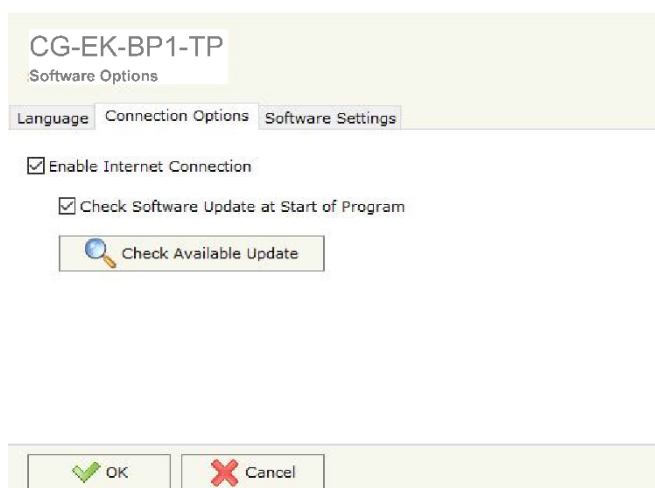 CG-EK-BP1-TP
Software Options
Language Connection Options Software Settings
Enable Internet Connection
Check Software Update at Start of Program
Check Available Update
OK Cancel